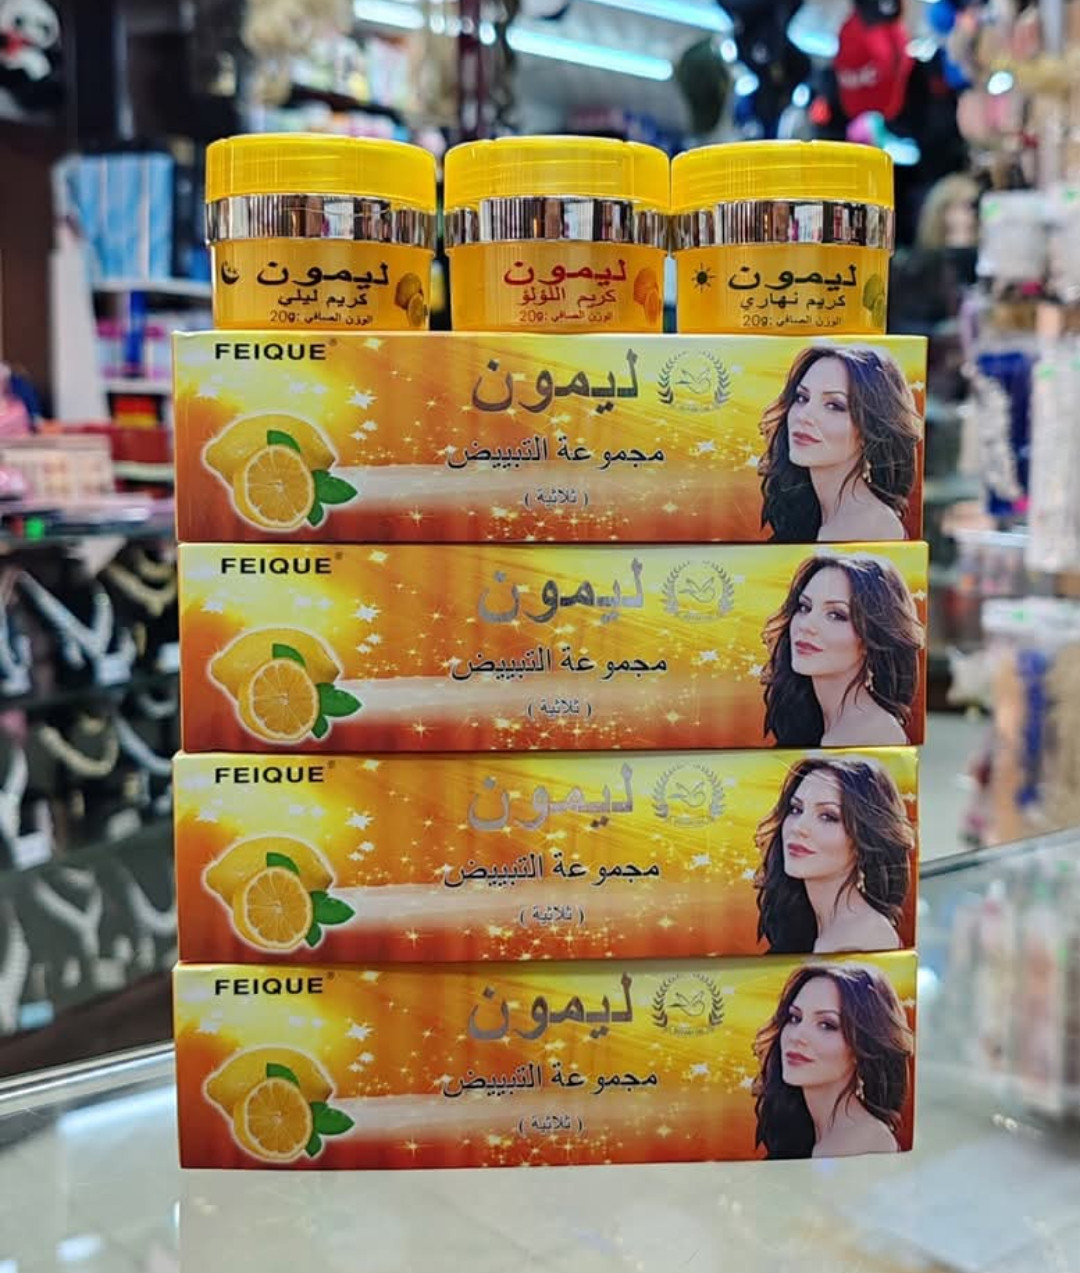 ليمون
كريم ليلي
الوزن الصافي: 20g
ليمون
كريم اللؤلؤ
الوزن الصافي: 20g
ليمون
كريم نهاري
الوزن الصافي: 20g
FEIQUE®
ليمون
مجموعة التبييض
( ثلاثية )
FEIQUE®
ليمون
مجموعة التبييض
( ثلاثية )
FEIQUE®
ليمون
مجموعة التبييض
( ثلاثية )
FEIQUE®
ليمون
مجموعة التبييض
( ثلاثية )